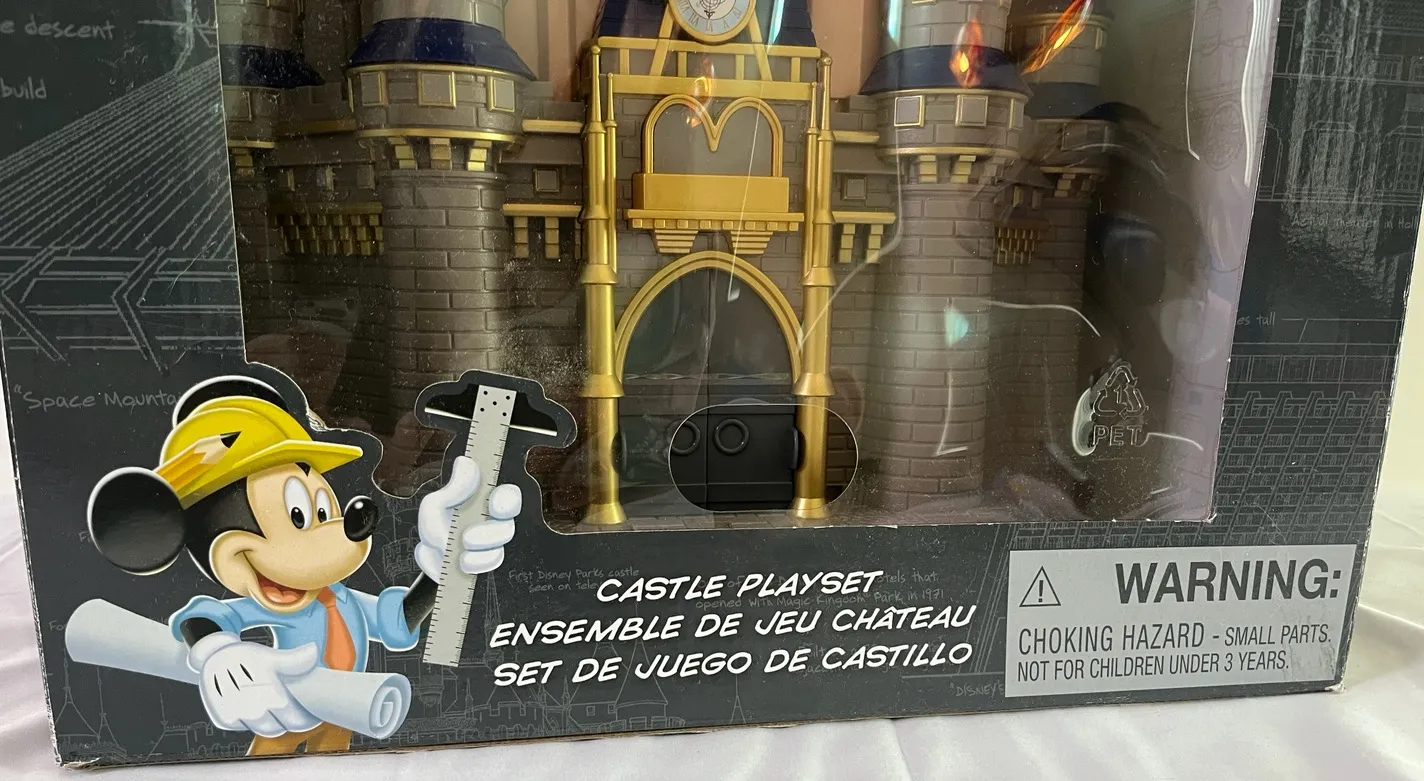 e descent
build
"Space Mounta
es tall
PET
First Disney Parks castle
seen on tele
opened with Magic Kingdom Park in 1971
CASTLE PLAYSET
ENSEMBLE DE JEU CHÂTEAU
SET DE JUEGO DE CASTILLO
"DISNEY'S
WARNING:
CHOKING HAZARD - SMALL PARTS.
NOT FOR CHILDREN UNDER 3 YEARS.